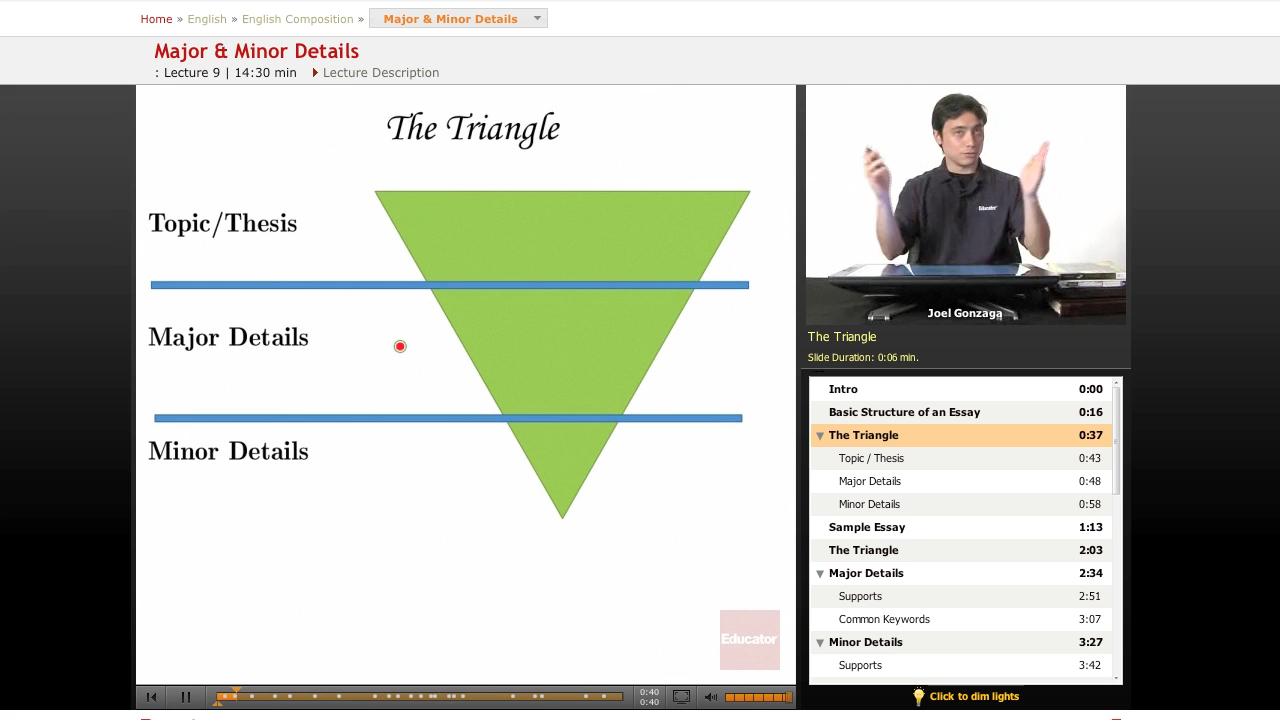 Home » English » English Composition » Major & Minor Details
Major & Minor Details
: Lecture 9 | 14:30 min Lecture Description
The Triangle
Topic/Thesis
Major Details
Minor Details
Educator
Educator
Joel Gonzaga
The Triangle
Slide Duration: 0:06 min.
Intro 0:00
Basic Structure of an Essay 0:16
The Triangle 0:37
Topic / Thesis 0:43
Major Details 0:48
Minor Details 0:58
Sample Essay 1:13
The Triangle 2:03
Major Details 2:34
Supports 2:51
Common Keywords 3:07
Minor Details 3:27
Supports 3:42
0:40
0:40
Click to dim lights